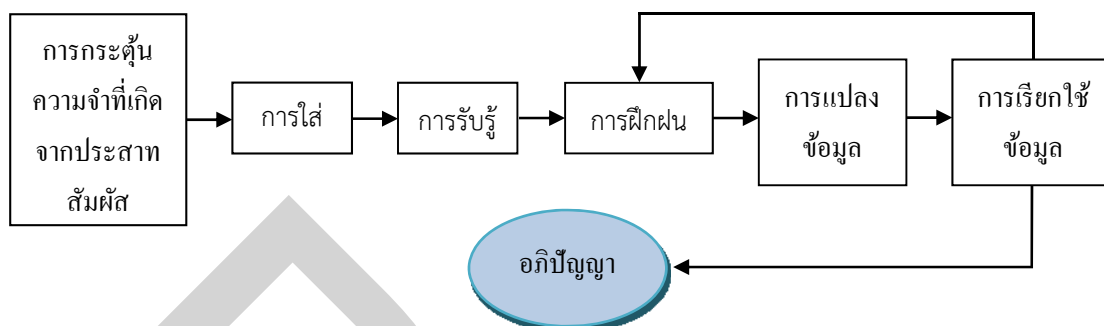 การกระตุ้น
ความจำที่เกิด
จากประสาท
สัมผัส
การใส่
การรับรู้
การฝึกฝน
การแปลง
ข้อมูล
การเรียกใช้
ข้อมูล
อภิปัญญา